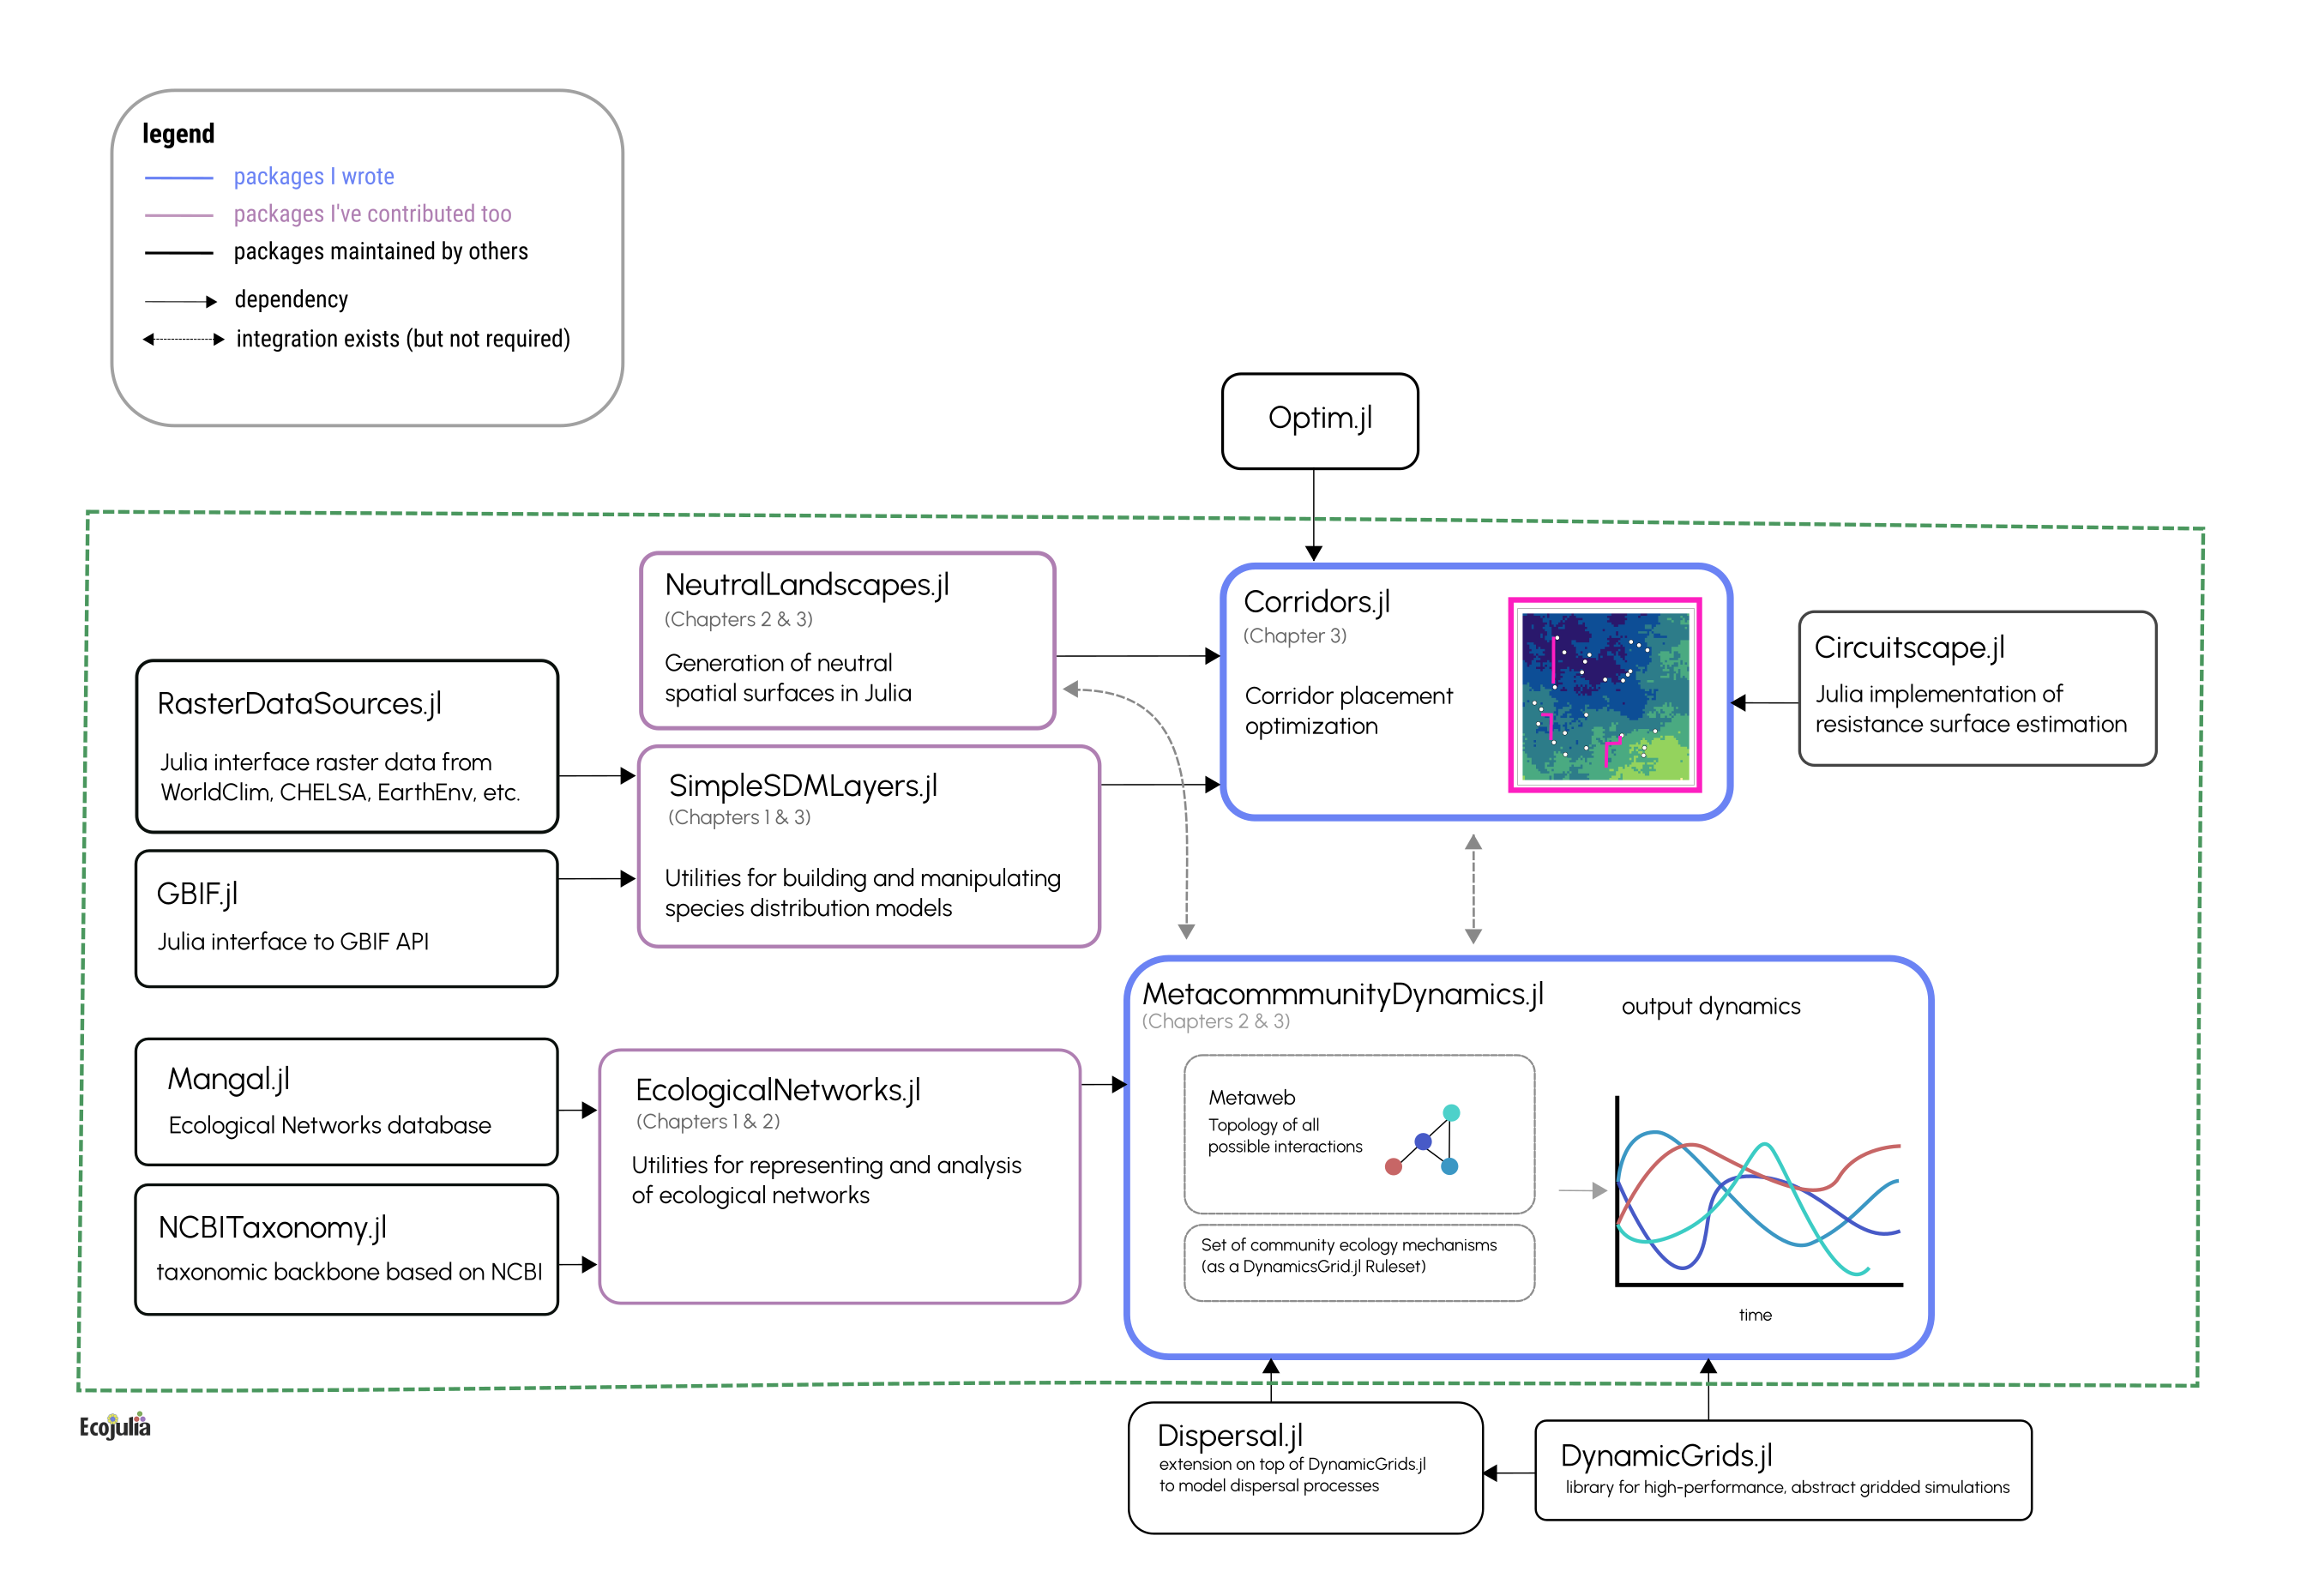 legend
packages I wrote
packages I've contributed too
packages maintained by others
dependency
integration exists (but not required)
Optim.jl
NeutralLandscapes.jl
(Chapters 2 & 3)
Generation of neutral
spatial surfaces in Julia
Corridors.jl
(Chapter 3)
Corridor placement
optimization
Circuitscape.jl
Julia implementation of
resistance surface estimation
RasterDataSources.jl
Julia interface raster data from
WorldClim, CHELSA, EarthEnv, etc.
SimpleSDMLayers.jl
(Chapters 1 & 3)
Utilities for building and manipulating
species distribution models
GBIF.jl
Julia interface to GBIF API
Mangal.jl
Ecological Networks database
NCBITaxonomy.jl
taxonomic backbone based on NCBI
EcologicalNetworks.jl
(Chapters 1 & 2)
Utilities for representing and analysis
of ecological networks
MetacommmunityDynamics.jl
(Chapters 2 & 3)
output dynamics
Metaweb
Topology of all
possible interactions
Set of community ecology mechanisms
(as a DynamicsGrid.jl Ruleset)
time
Ecojulia
Dispersal.jl
extension on top of DynamicGrids.jl
to model dispersal processes
DynamicGrids.jl
library for high-performance, abstract gridded simulations